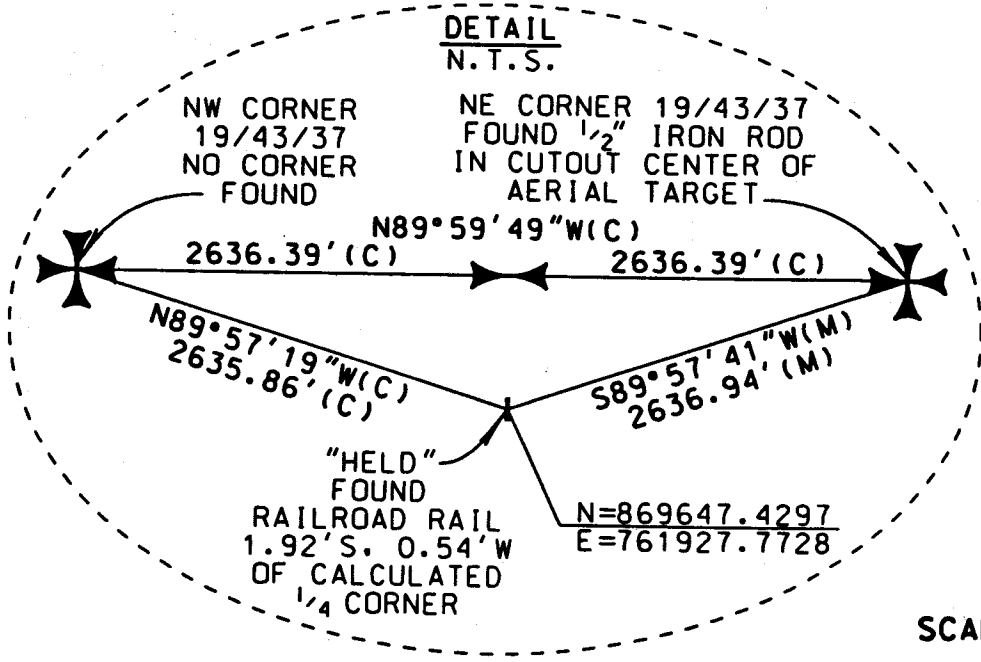 DETAIL
N.T.S.
NW CORNER
19/43/37
NO CORNER
FOUND
NE CORNER 19/43/37
FOUND 1/2" IRON ROD
IN CUTOUT CENTER OF
AERIAL TARGET
N89°59'49"W(C)
2636.39'(C)
2636.39'(C)
N89°57'19"W(C)
2635.86'(C)
S89°57'41"W(M)
2636.94'(M)
"HELD"
FOUND
RAILROAD RAIL
1.92'S. 0.54'W
OF CALCULATED
1/4 CORNER
N=869647.4297
E=761927.7728